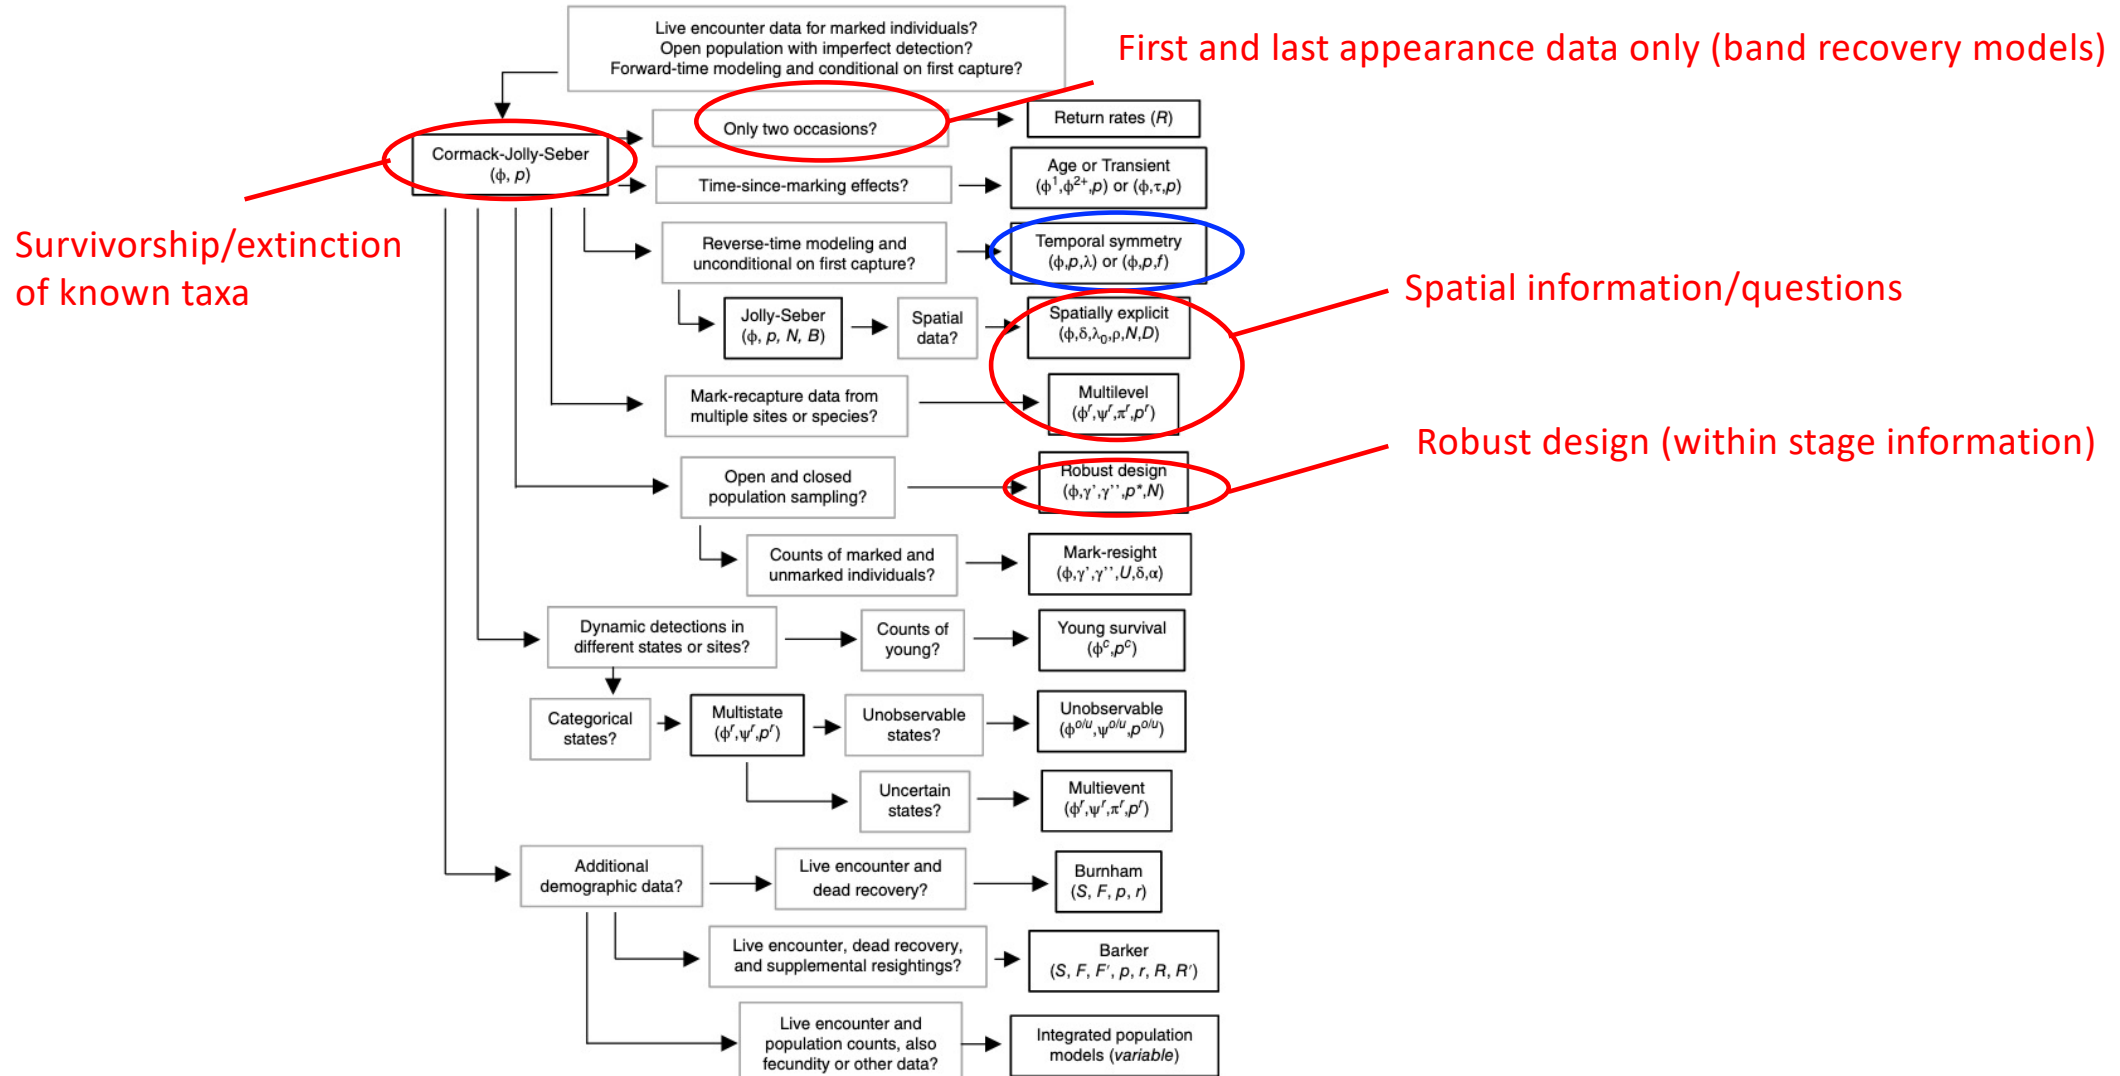 Live encounter data for marked individuals?
Open population with imperfect detection?
Forward-time modeling and conditional on first capture?
First and last appearance data only (band recovery models)
Only two occasions?
Return rates (R)
Cormack-Jolly-Seber
(ϕ, p)
Time-since-marking effects?
Age or Transient
(ϕ¹,ϕ²⁺,p) or (ϕ,τ,p)
Survivorship/extinction
of known taxa
Reverse-time modeling and
unconditional on first capture?
Temporal symmetry
(ϕ,p,λ) or (ϕ,p,f)
Spatial information/questions
Jolly-Seber
(ϕ, p, N, B)
Spatial
data?
Spatially explicit
(ϕ,δ,λ₀,ρ,N,D)
Mark-recapture data from
multiple sites or species?
Multilevel
(ϕʳ,ψʳ,πʳ,pʳ)
Robust design (within stage information)
Open and closed
population sampling?
Robust design
(ϕ,γ’,γ’’,p*,N)
Counts of marked and
unmarked individuals?
Mark-resight
(ϕ,γ’,γ’’,U,δ,α)
Dynamic detections in
different states or sites?
Counts of
young?
Young survival
(ϕᶜ,pᶜ)
Categorical
states?
Multistate
(ϕʳ,ψʳ,pʳ)
Unobservable
states?
Unobservable
(ϕᵒ/ᵘ,ψᵒ/ᵘ,pᵒ/ᵘ)
Uncertain
states?
Multievent
(ϕʳ,ψʳ,πʳ,pʳ)
Additional
demographic data?
Live encounter and
dead recovery?
Burnham
(S, F, p, r)
Live encounter, dead recovery,
and supplemental resightings?
Barker
(S, F, F′, p, r, R, R′)
Live encounter and
population counts, also
fecundity or other data?
Integrated population
models (variable)